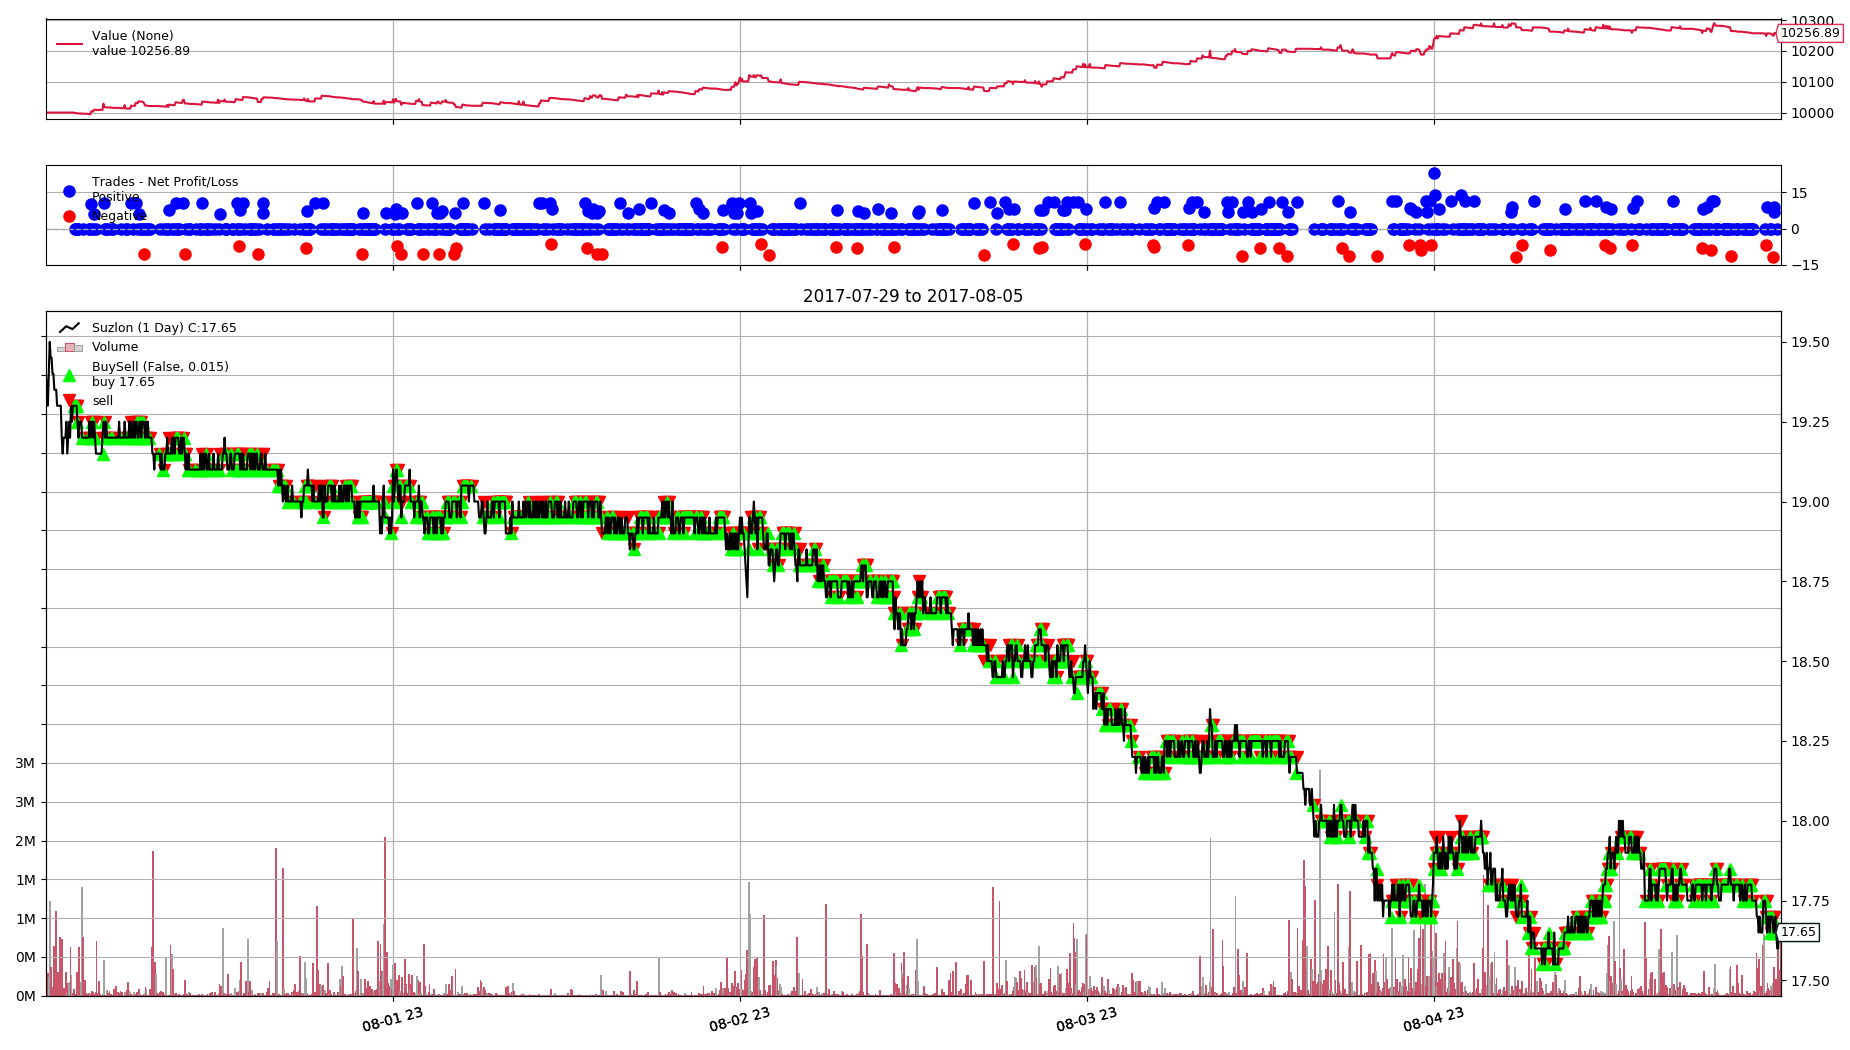 Value (None)
value 10256.89
10300
10256.89
10200
10100
10000
Trades - Net Profit/Loss
Positive
Negative
15
0
−15
2017-07-29 to 2017-08-05
Suzlon (1 Day) C:17.65
Volume
BuySell (False, 0.015)
buy 17.65
sell
19.50
19.25
19.00
18.75
18.50
18.25
18.00
17.75
17.65
17.50
3M
3M
2M
1M
1M
0M
0M
08-01 23
08-02 23
08-03 23
08-04 23